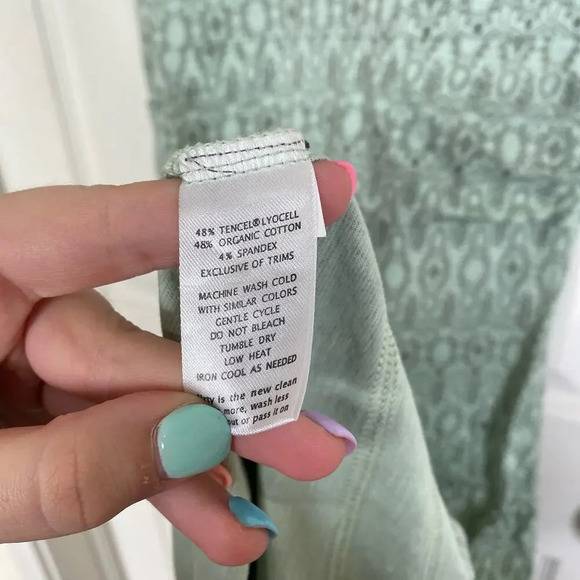 48% TENCEL® LYOCELL
48% ORGANIC COTTON
4% SPANDEX
EXCLUSIVE OF TRIMS
MACHINE WASH COLD
WITH SIMILAR COLORS
GENTLE CYCLE
DO NOT BLEACH
TUMBLE DRY
LOW HEAT
IRON COOL AS NEEDED
is the new clean
more, wash less
or pass it on